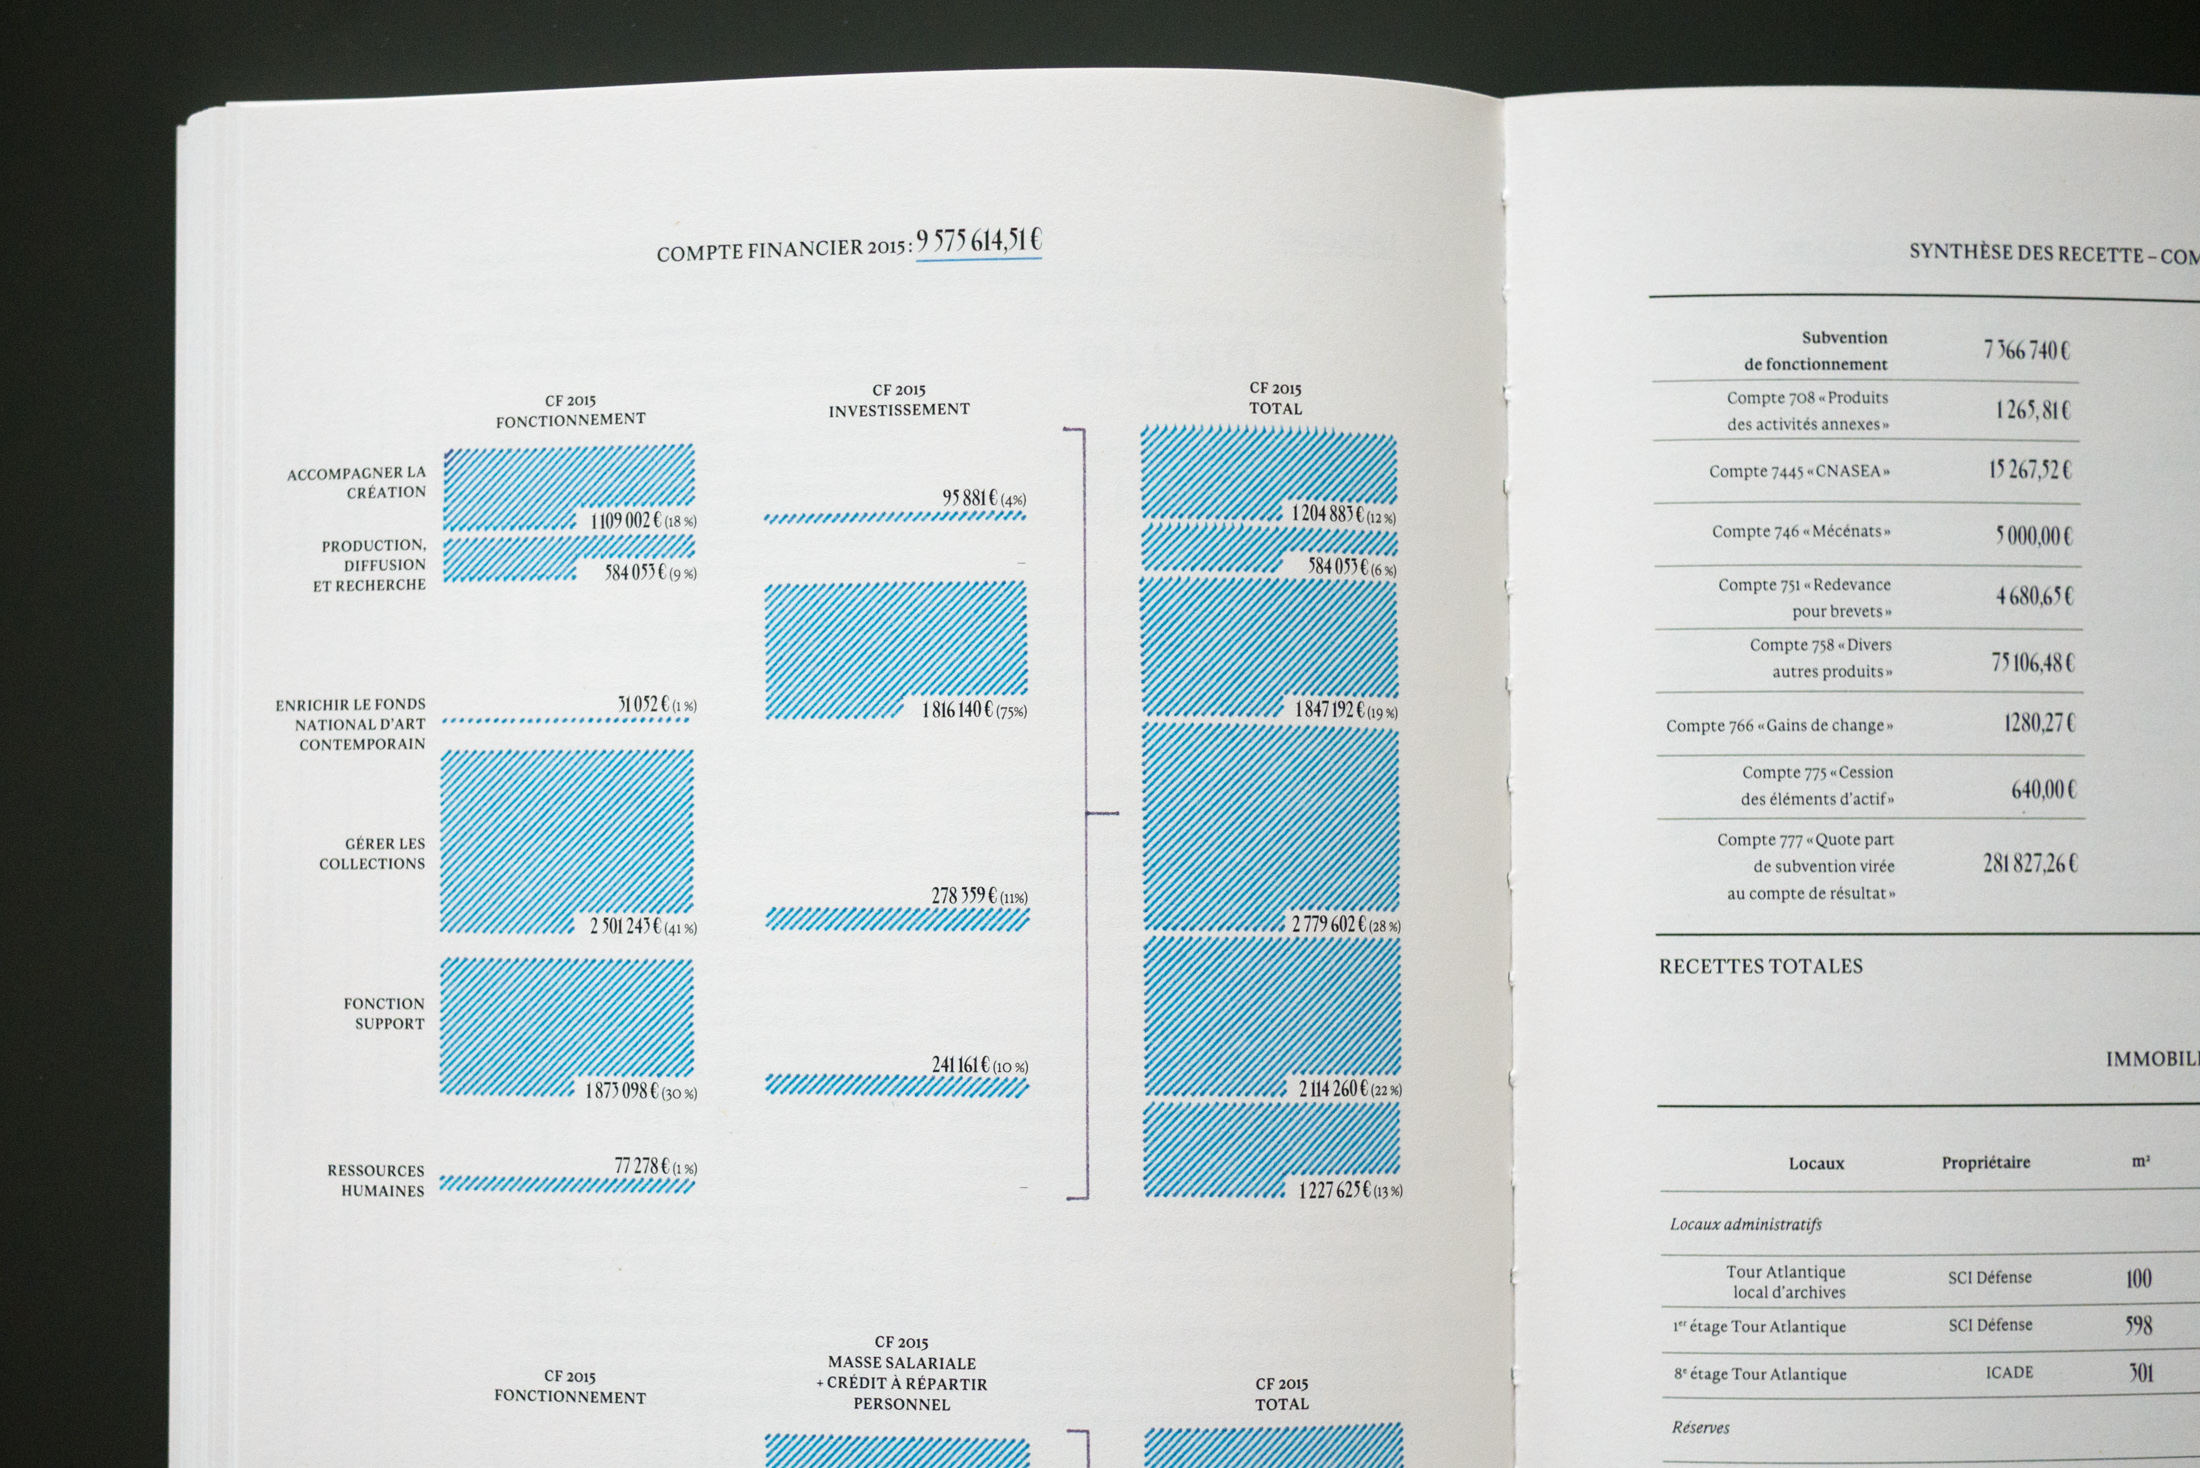 COMPTE FINANCIER 2015 : 9 575 614,51 €
CF 2015
FONCTIONNEMENT
CF 2015
INVESTISSEMENT
CF 2015
TOTAL
ACCOMPAGNER LA
CRÉATION
1 109 002 € (18 %)
95 881 € (4%)
1 204 883 € (12 %)
PRODUCTION,
DIFFUSION
ET RECHERCHE
584 053 € (9 %)
–
584 053 € (6 %)
ENRICHIR LE FONDS
NATIONAL D'ART
CONTEMPORAIN
31 052 € (1 %)
1 816 140 € (75%)
1 847 192 € (19 %)
GÉRER LES
COLLECTIONS
2 501 243 € (41 %)
278 359 € (11%)
2 779 602 € (28 %)
FONCTION
SUPPORT
1 873 098 € (30 %)
241 161 € (10 %)
2 114 260 € (22 %)
RESSOURCES
HUMAINES
77 278 € (1 %)
–
1 227 625 € (13 %)
CF 2015
FONCTIONNEMENT
CF 2015
MASSE SALARIALE
+ CRÉDIT À RÉPARTIR
PERSONNEL
CF 2015
TOTAL
SYNTHÈSE DES RECETTE – COM
Subvention
de fonctionnement
7 366 740 €
Compte 708 « Produits
des activités annexes »
1 265,81 €
Compte 7445 « CNASEA »
15 267,52 €
Compte 746 « Mécénats »
5 000,00 €
Compte 751 « Redevance
pour brevets »
4 680,65 €
Compte 758 « Divers
autres produits »
75 106,48 €
Compte 766 « Gains de change »
1280,27 €
Compte 775 « Cession
des éléments d'actif »
640,00 €
Compte 777 « Quote part
de subvention virée
au compte de résultat »
281 827,26 €
RECETTES TOTALES
IMMOBIL
Locaux Propriétaire m²
Locaux administratifs
Tour Atlantique
local d'archives
SCI Défense 100
1er étage Tour Atlantique SCI Défense 598
8e étage Tour Atlantique ICADE 301
Réserves